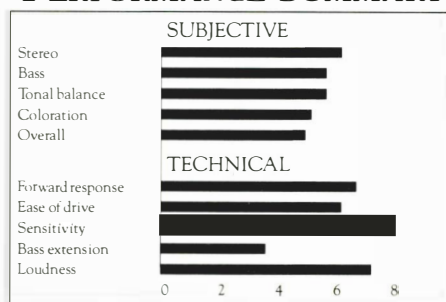 PERFORMANCE SUMMARY
SUBJECTIVE
Stereo
Bass
Tonal balance
Coloration
Overall
TECHNICAL
Forward response
Ease of drive
Sensitivity
Bass extension
Loudness
0 2 4 6 8